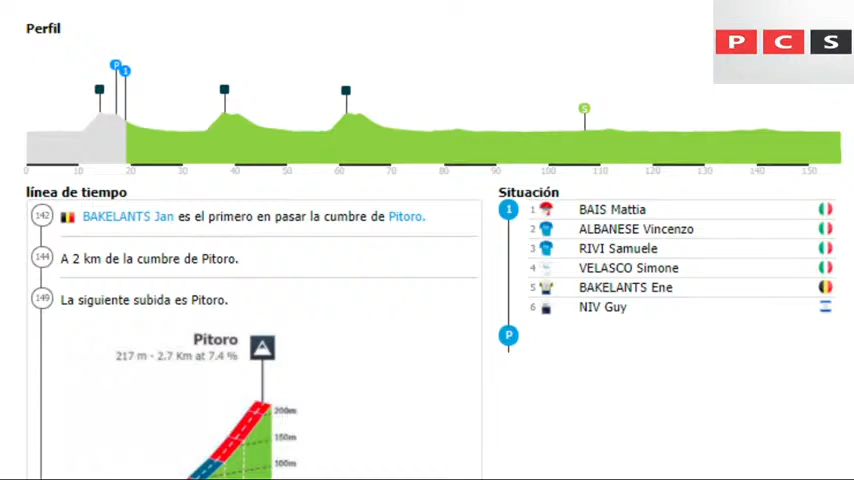 Perfil
P C S
P 1
S
0 10 20 30 40 50 60 70 80 90 100 110 120 130 140 150
línea de tiempo
142 BAKELANTS Jan es el primero en pasar la cumbre de Pitoro.
144 A 2 km de la cumbre de Pitoro.
149 La siguiente subida es Pitoro.
Pitoro
217 m - 2.7 Km at 7.4 %
200m
150m
100m
Situación
1 1 BAIS Mattia
2 ALBANESE Vincenzo
3 RIVI Samuele
4 VELASCO Simone
5 BAKELANTS Ene
6 NIV Guy
P